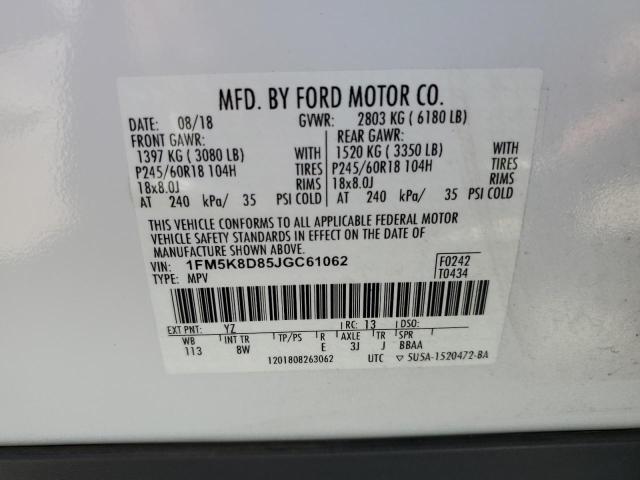 MFD. BY FORD MOTOR CO.
DATE: 08/18 GVWR: 2803 KG ( 6180 LB)
FRONT GAWR: REAR GAWR:
1397 KG ( 3080 LB) WITH 1520 KG ( 3350 LB) WITH
P245/60R18 104H TIRES P245/60R18 104H TIRES
18x8.0J RIMS 18x8.0J RIMS
AT 240 kPa/ 35 PSI COLD AT 240 kPa/ 35 PSI COLD
THIS VEHICLE CONFORMS TO ALL APPLICABLE FEDERAL MOTOR
VEHICLE SAFETY STANDARDS IN EFFECT ON THE DATE OF
MANUFACTURE SHOWN ABOVE.
VIN: 1FM5K8D85JGC61062 F0242
TYPE: MPV T0434
EXT PNT: YZ RC: 13 DSO:
WB INT TR TP/PS R AXLE TR SPR
113 8W E 3J J BBAA
1201808263062 UTC ▽ 5U5A-1520472-BA